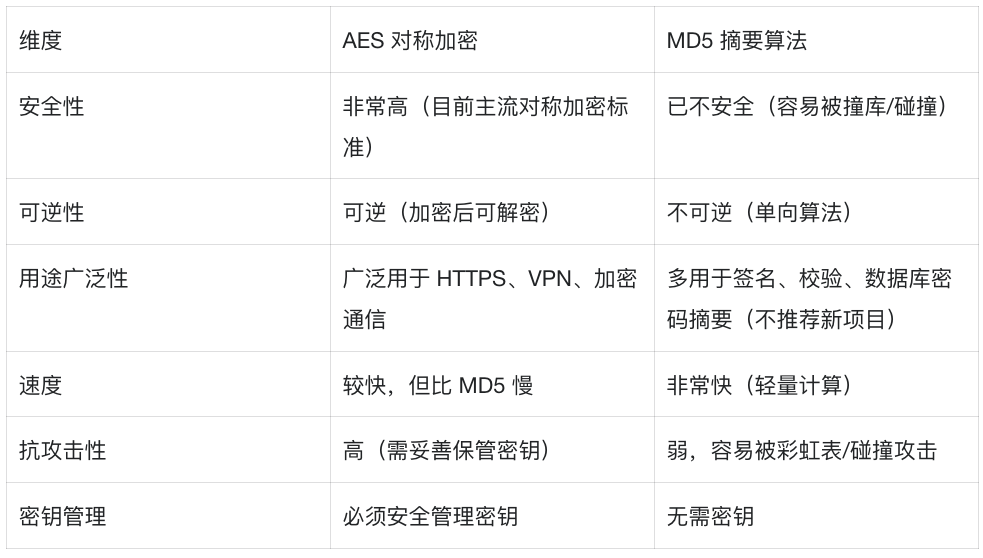 维度
AES 对称加密
MD5 摘要算法
安全性
非常高（目前主流对称加密标
准）
已不安全（容易被撞库/碰撞）
可逆性
可逆（加密后可解密）
不可逆（单向算法）
用途广泛性
广泛用于 HTTPS、VPN、加密
通信
多用于签名、校验、数据库密
码摘要（不推荐新项目）
速度
较快，但比 MD5 慢
非常快（轻量计算）
抗攻击性
高（需妥善保管密钥）
弱，容易被彩虹表/碰撞攻击
密钥管理
必须安全管理密钥
无需密钥